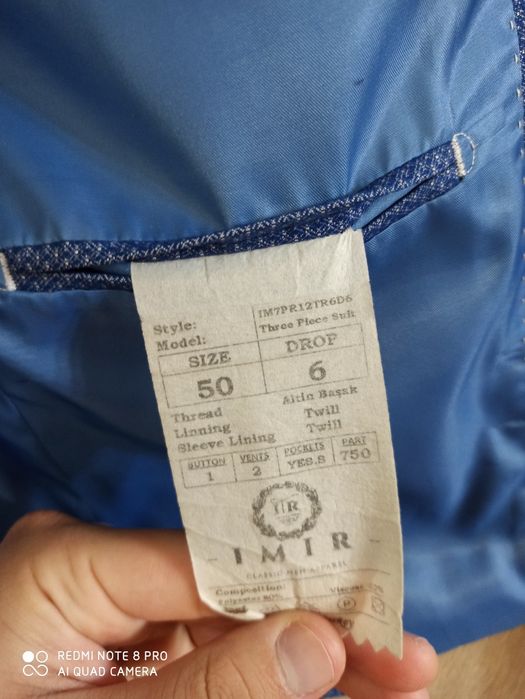 Style: IM7PR12TR6D6
Model: Three Piece Suit
SIZE DROP
50 6
Thread Altin Başak
Linning Twill
Sleeve Lining Twill
BUTTON VENTS POCKETS PART
1 2 YES.S 750
IR
- IMIR -
CLASSIC MEN APPAREL
Composition: Viscose
REDMI NOTE 8 PRO
AI QUAD CAMERA